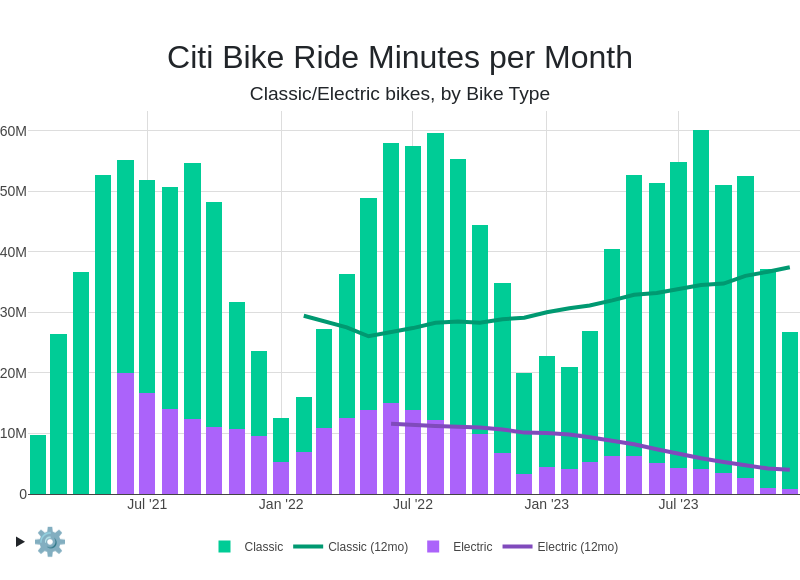 Citi Bike Ride Minutes per Month
Classic/Electric bikes, by Bike Type
60M
50M
40M
30M
20M
10M
0
Jul '21
Jan '22
Jul '22
Jan '23
Jul '23
Classic
Classic (12mo)
Electric
Electric (12mo)